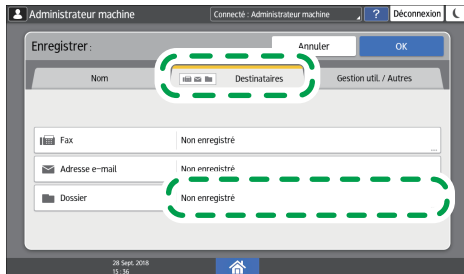 Administrateur machine
Connecté : Administrateur machine
? Déconnexion
Enregistrer :
Annuler
OK
Nom
Destinataires
Gestion util. / Autres
Fax
Non enregistré
...
Adresse e-mail
Non enregistré
Dossier
Non enregistré
28 Sept. 2018
15 : 36